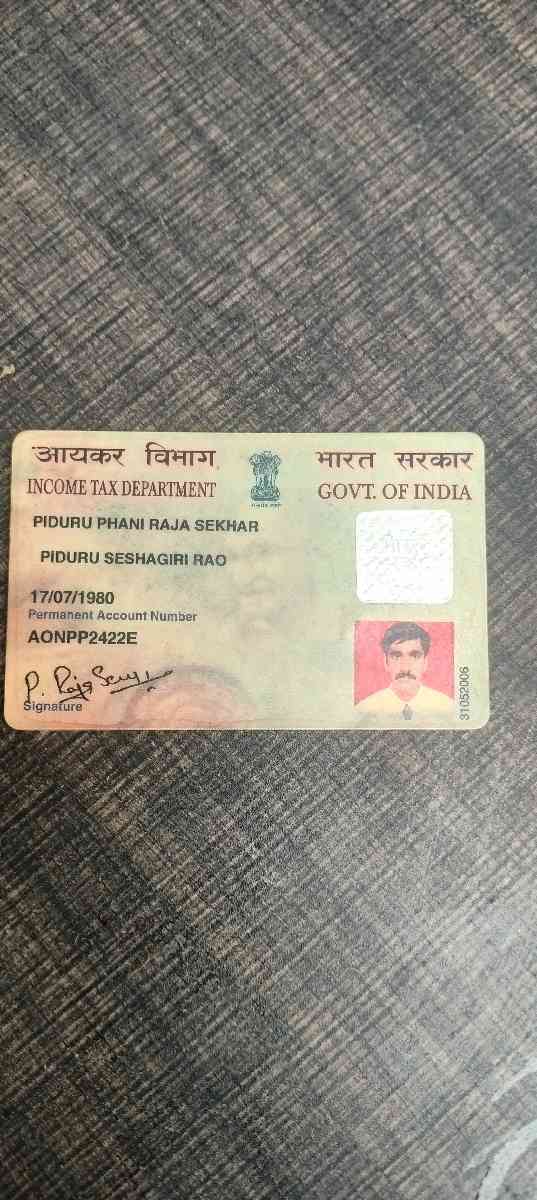 आयकर विभाग
INCOME TAX DEPARTMENT
भारत सरकार
GOVT. OF INDIA
PIDURU PHANI RAJA SEKHAR
PIDURU SESHAGIRI RAO
17/07/1980
Permanent Account Number
AONPP2422E
Signature
31052006